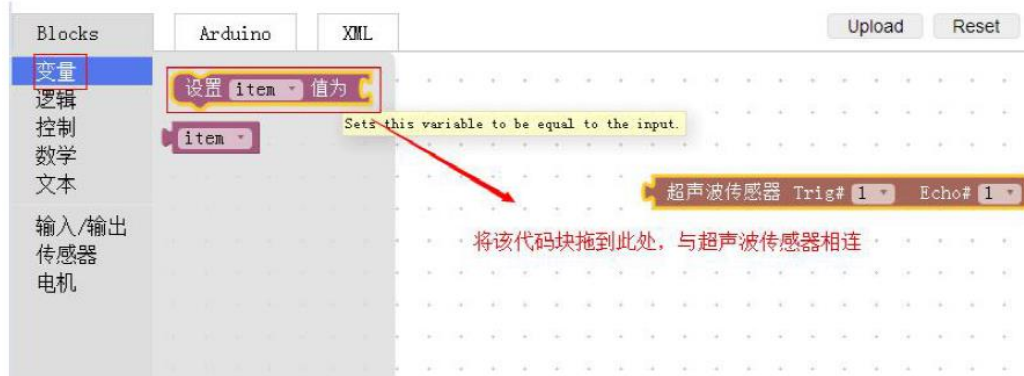 Blocks
Arduino
XML
Upload
Reset
变量
逻辑
控制
数学
文本
输入/输出
传感器
电机
设置 item 值为
item
Sets this variable to be equal to the input.
超声波传感器 Trig# 1 Echo# 1
将该代码块拖到此处，与超声波传感器相连